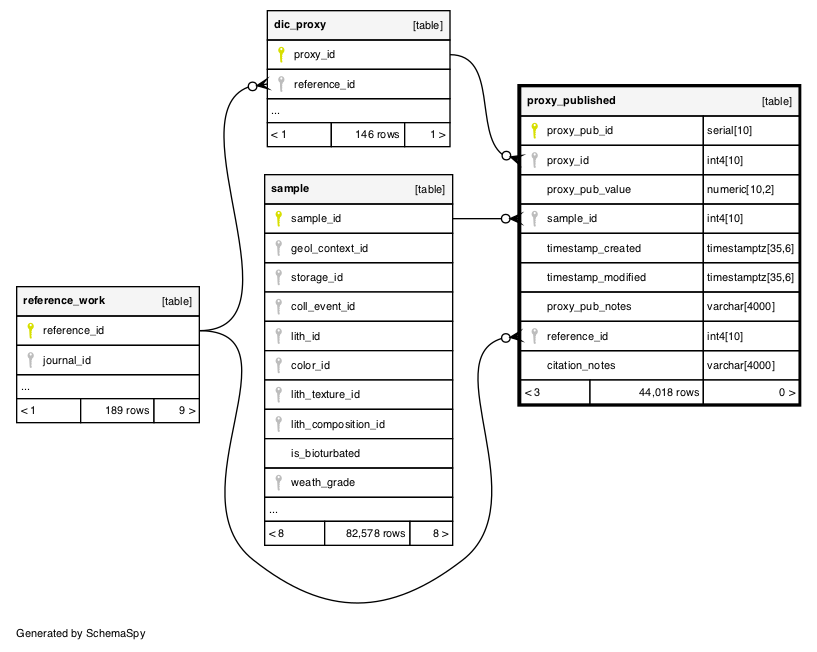 dic_proxy [table]
proxy_id
reference_id
...
< 1 146 rows 1 >
proxy_published [table]
proxy_pub_id serial[10]
proxy_id int4[10]
proxy_pub_value numeric[10,2]
sample_id int4[10]
timestamp_created timestamptz[35,6]
timestamp_modified timestamptz[35,6]
proxy_pub_notes varchar[4000]
reference_id int4[10]
citation_notes varchar[4000]
< 3 44,018 rows 0 >
sample [table]
sample_id
geol_context_id
storage_id
coll_event_id
lith_id
color_id
lith_texture_id
lith_composition_id
is_bioturbated
weath_grade
...
< 8 82,578 rows 8 >
reference_work [table]
reference_id
journal_id
...
< 1 189 rows 9 >
Generated by SchemaSpy